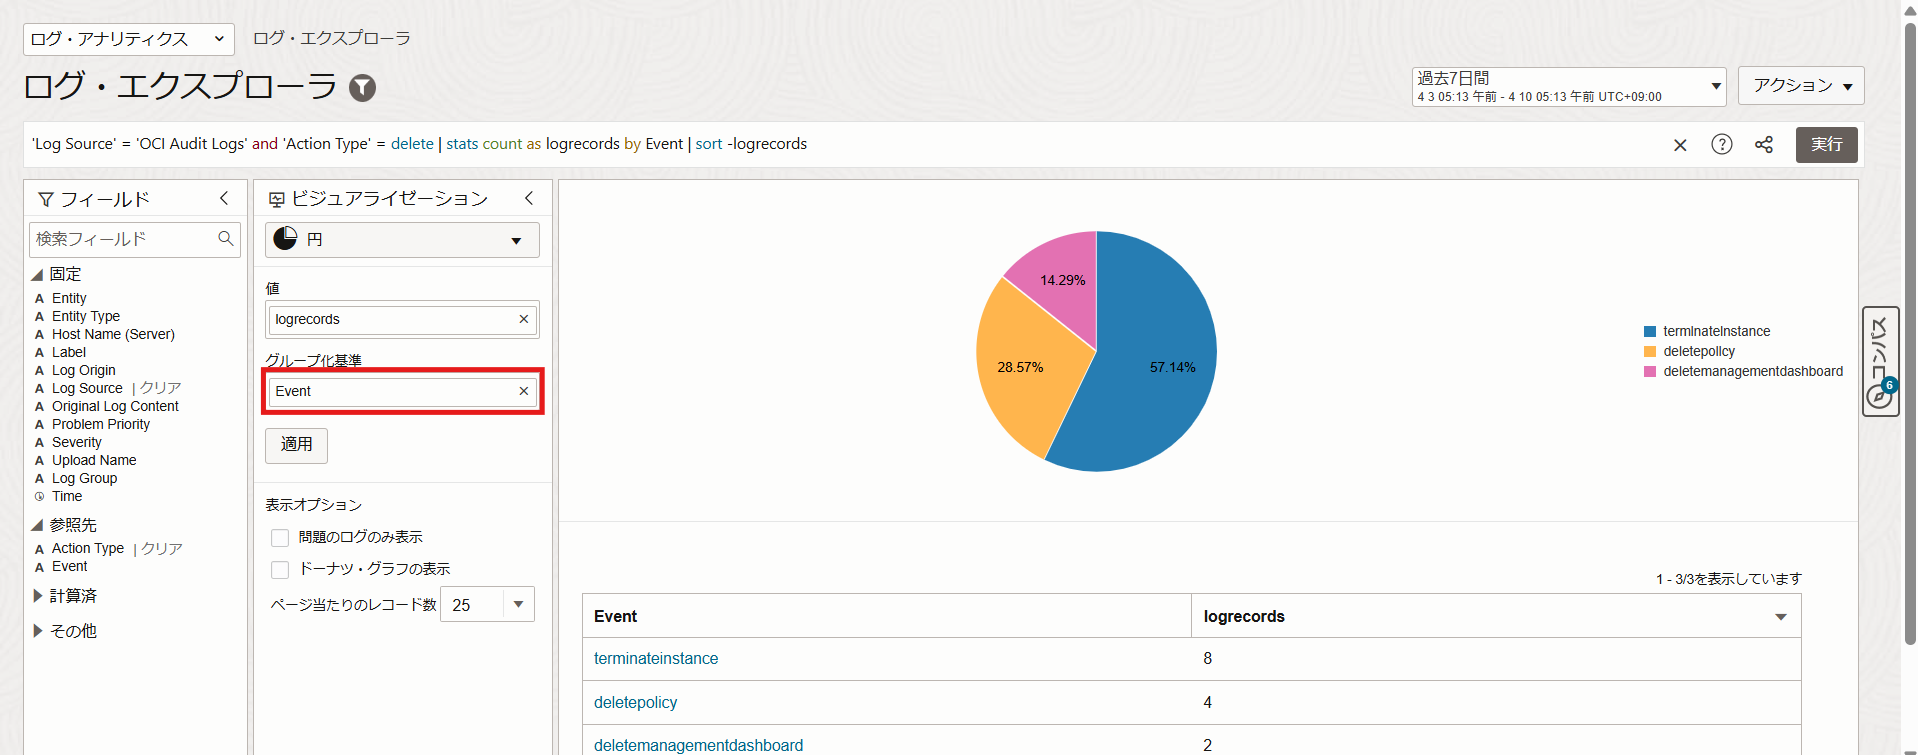 ログ・アナリティクス ログ・エクスプローラ
ログ・エクスプローラ
過去7日間
4 3 05:13 午前 - 4 10 05:13 午前 UTC+09:00
アクション
'Log Source' = 'OCI Audit Logs' and 'Action Type' = delete | stats count as logrecords by Event | sort -logrecords
実行
フィールド
検索フィールド
固定
A Entity
A Entity Type
A Host Name (Server)
A Label
A Log Origin
A Log Source | クリア
A Original Log Content
A Problem Priority
A Severity
A Upload Name
A Log Group
Time
参照先
A Action Type | クリア
A Event
計算済
その他
ビジュアライゼーション
円
値
logrecords
グループ化基準
Event
適用
表示オプション
問題のログのみ表示
ドーナツ・グラフの表示
ページ当たりのレコード数 25
14.29%
28.57%
57.14%
terminateinstance
deletepolicy
deletemanagementdashboard
コンパス
6
1 - 3/3を表示しています
Event logrecords
terminateinstance 8
deletepolicy 4
deletemanagementdashboard 2